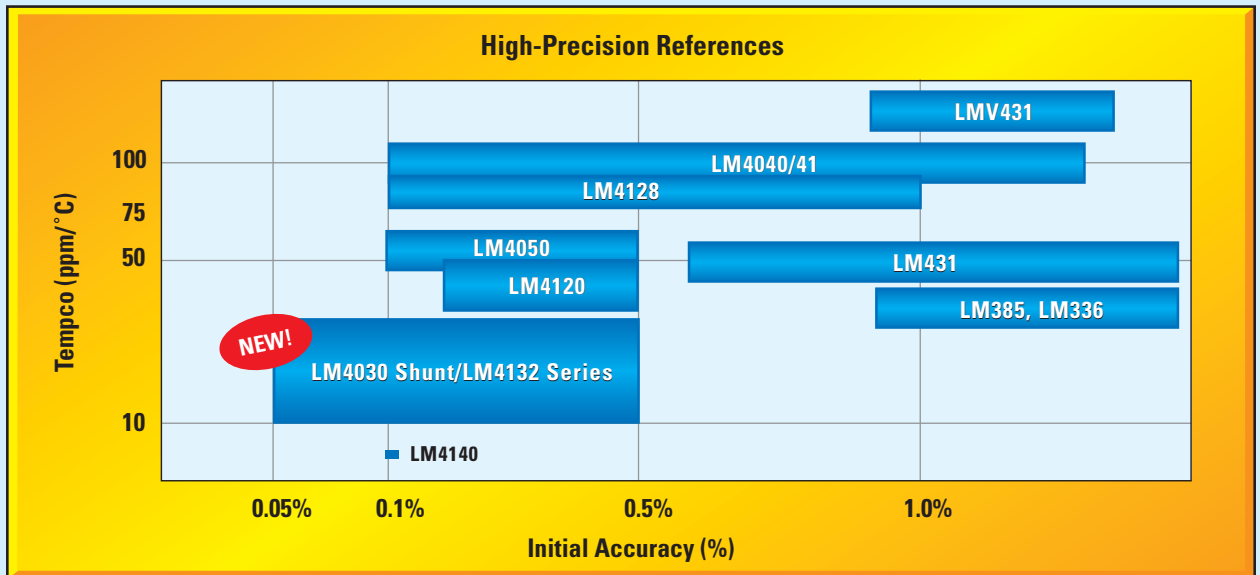 High-Precision References
Tempco (ppm/°C)
100
75
50
10
LMV431
LM4040/41
LM4128
LM4050
LM431
LM4120
LM385, LM336
NEW!
LM4030 Shunt/LM4132 Series
LM4140
0.05%
0.1%
0.5%
1.0%
Initial Accuracy (%)